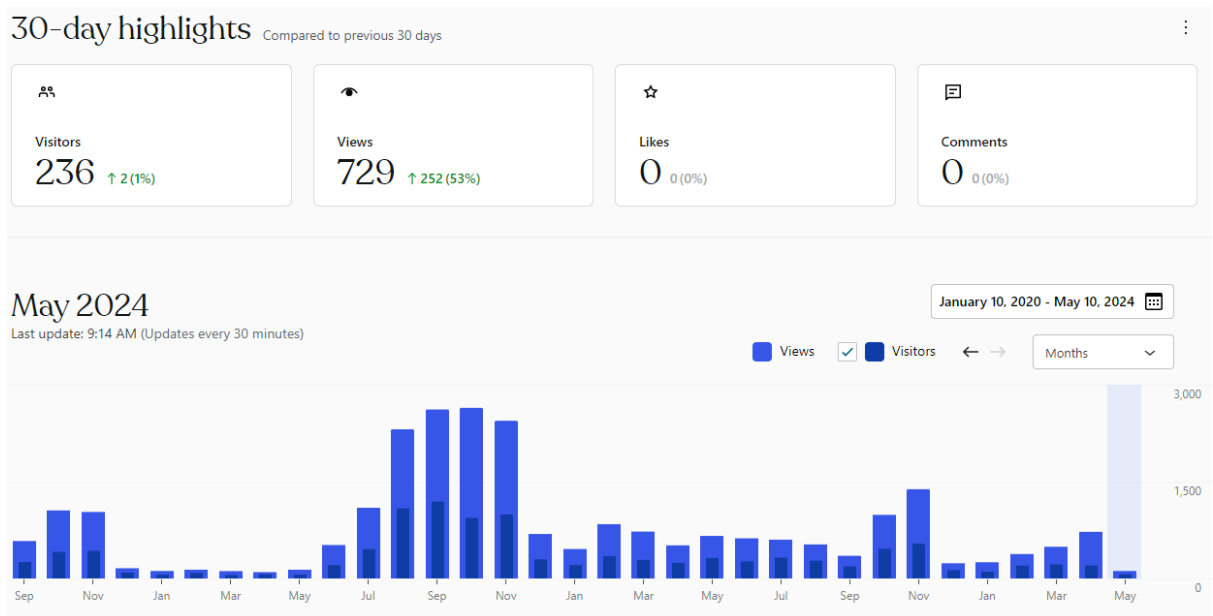 30-day highlights Compared to previous 30 days
Visitors
236 ↑ 2 (1%)
Views
729 ↑ 252 (53%)
Likes
0 0 (0%)
Comments
0 0 (0%)
May 2024
January 10, 2020 - May 10, 2024
Last update: 9:14 AM (Updates every 30 minutes)
Views Visitors ← → Months
3,000
1,500
0
Sep Nov Jan Mar May Jul Sep Nov Jan Mar May Jul Sep Nov Jan Mar May